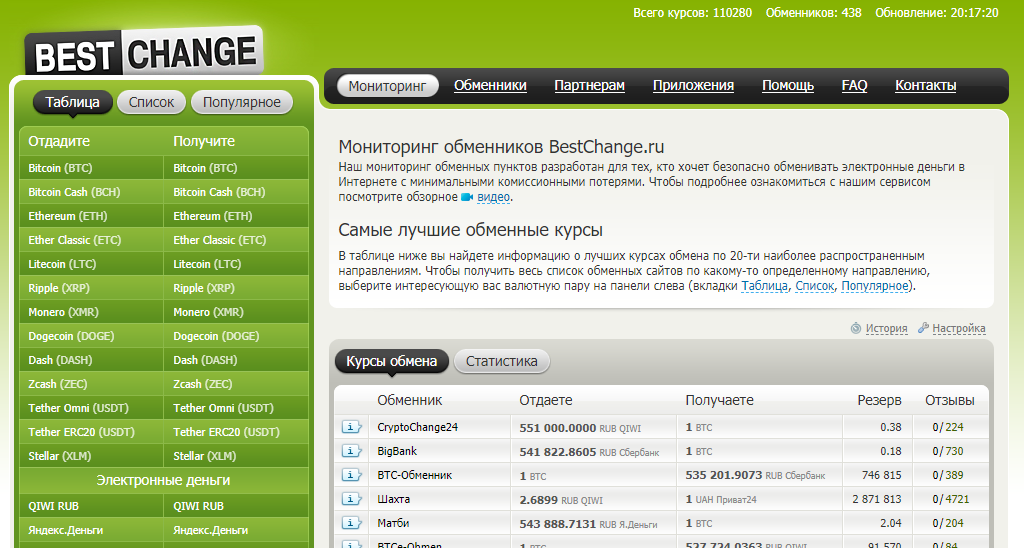 Всего курсов: 110280 Обменников: 438 Обновление: 20:17:20
BEST CHANGE
Мониторинг Обменники Партнерам Приложения Помощь FAQ Контакты
Таблица Список Популярное
Отдадите Получите
Bitcoin (BTC) Bitcoin (BTC)
Bitcoin Cash (BCH) Bitcoin Cash (BCH)
Ethereum (ETH) Ethereum (ETH)
Ether Classic (ETC) Ether Classic (ETC)
Litecoin (LTC) Litecoin (LTC)
Ripple (XRP) Ripple (XRP)
Monero (XMR) Monero (XMR)
Dogecoin (DOGE) Dogecoin (DOGE)
Dash (DASH) Dash (DASH)
Zcash (ZEC) Zcash (ZEC)
Tether Omni (USDT) Tether Omni (USDT)
Tether ERC20 (USDT) Tether ERC20 (USDT)
Stellar (XLM) Stellar (XLM)
Электронные деньги
QIWI RUB QIWI RUB
Яндекс.Деньги Яндекс.Деньги
Мониторинг обменников BestChange.ru
Наш мониторинг обменных пунктов разработан для тех, кто хочет безопасно обменивать электронные деньги в
Интернете с минимальными комиссионными потерями. Чтобы подробнее ознакомиться с нашим сервисом
посмотрите обзорное видео.
Самые лучшие обменные курсы
В таблице ниже вы найдете информацию о лучших курсах обмена по 20-ти наиболее распространным
направлениям. Чтобы получить весь список обменных сайтов по какому-то определенному направлению,
выберите интересующую вас валютную пару на панели слева (вкладки Таблица, Список, Популярное).
История Настройка
Курсы обмена Статистика
Обменник Отдаете Получаете Резерв Отзывы
i CryptoChange24 551 000.0000 RUB QIWI 1 BTC 0.38 0/224
i BigBank 541 822.8605 RUB Сбербанк 1 BTC 0.18 0/730
i BTC-Обменник 1 BTC 535 201.9073 RUB Сбербанк 746 815 0/389
i Шахта 2.6899 RUB QIWI 1 UAH Приват24 2 871 813 0/4721
i Матби 543 888.7131 RUB Я.Деньги 1 BTC 2.04 0/204
i BTCe-Obmen 1 BTC 527 724.0363 RUB QIWI 91 570 0/84